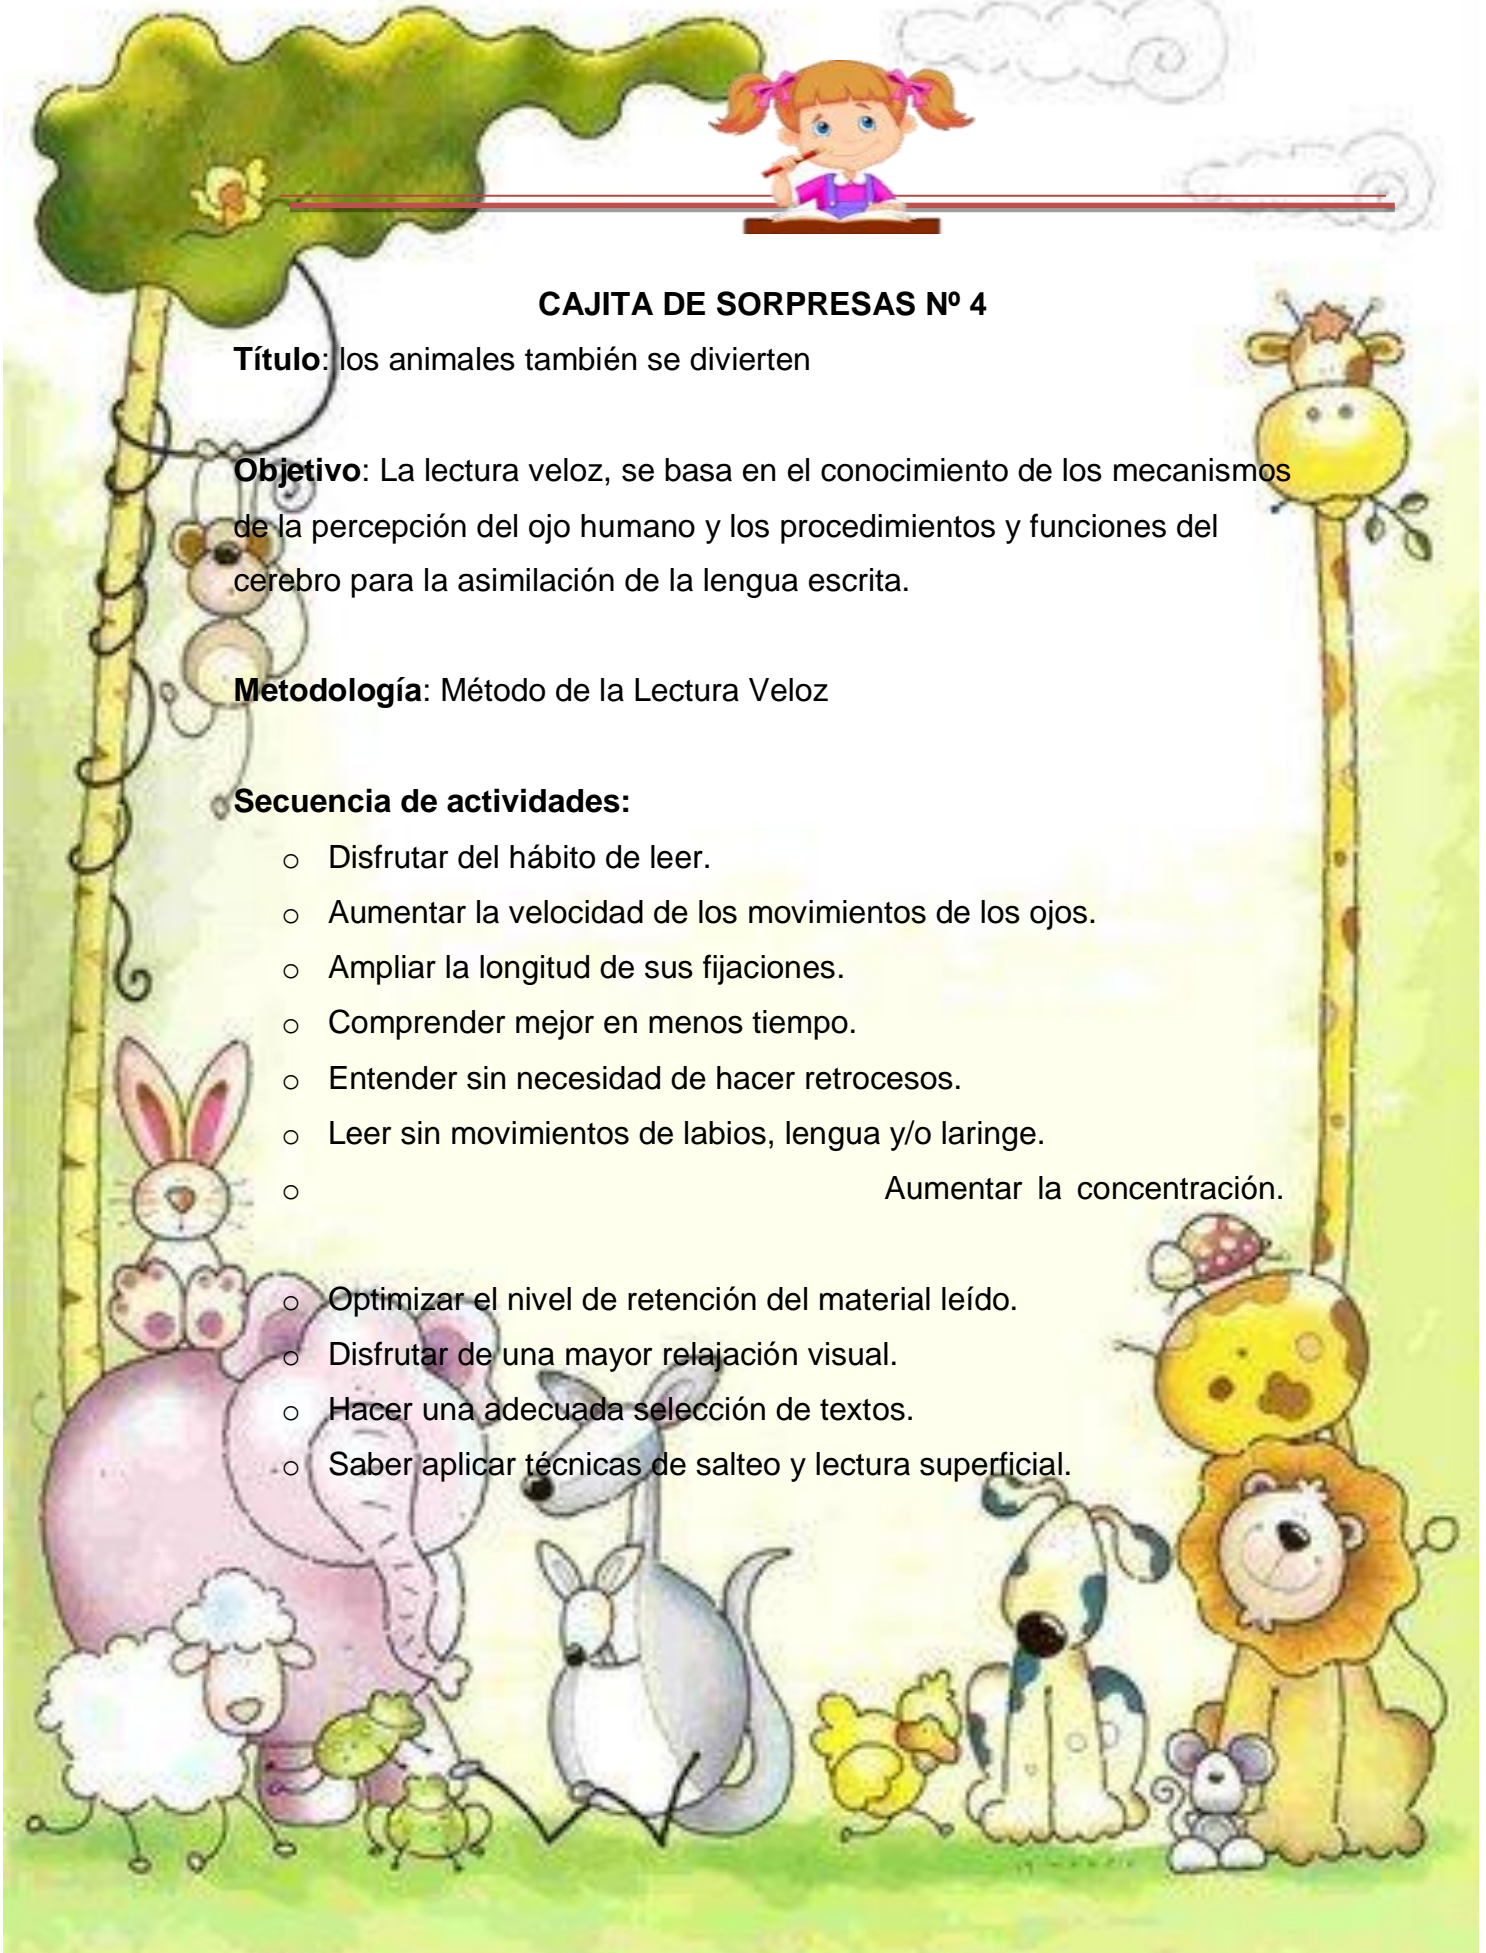 CAJITA DE SORPRESAS Nº 4
Título: los animales también se divierten
Objetivo: La lectura veloz, se basa en el conocimiento de los mecanismos
de la percepción del ojo humano y los procedimientos y funciones del
cerebro para la asimilación de la lengua escrita.
Metodología: Método de la Lectura Veloz
Secuencia de actividades:
o Disfrutar del hábito de leer.
o Aumentar la velocidad de los movimientos de los ojos.
o Ampliar la longitud de sus fijaciones.
o Comprender mejor en menos tiempo.
o Entender sin necesidad de hacer retrocesos.
o Leer sin movimientos de labios, lengua y/o laringe.
o Aumentar la concentración.
o Optimizar el nivel de retención del material leído.
o Disfrutar de una mayor relajación visual.
o Hacer una adecuada selección de textos.
o Saber aplicar técnicas de salteo y lectura superficial.